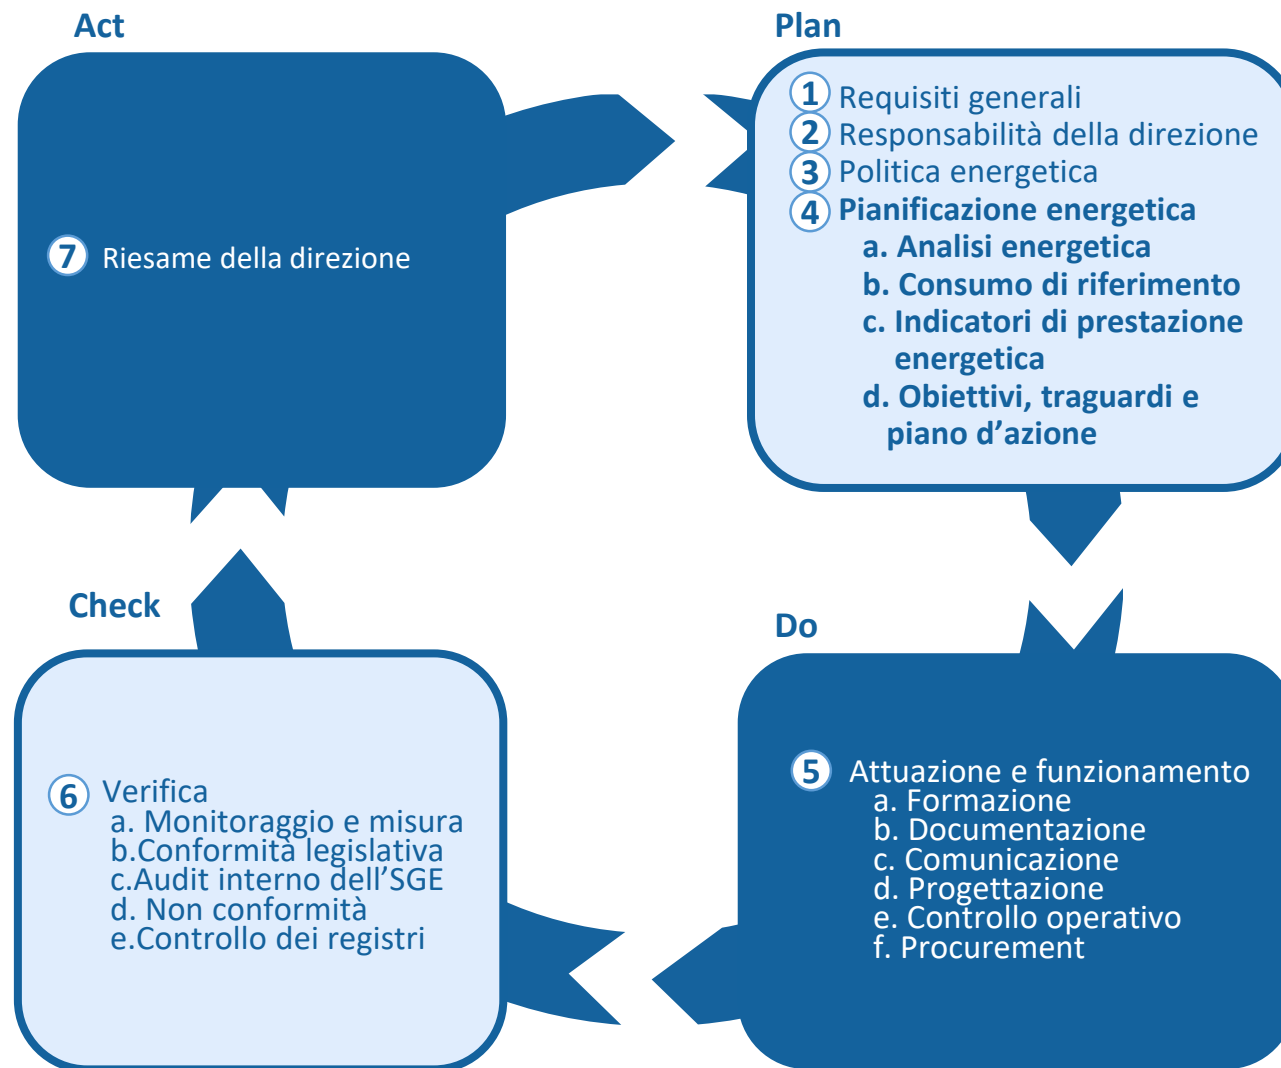 Act
7 Riesame della direzione
Plan
1 Requisiti generali
2 Responsabilità della direzione
3 Politica energetica
4 Pianificazione energetica
a. Analisi energetica
b. Consumo di riferimento
c. Indicatori di prestazione
energetica
d. Obiettivi, traguardi e
piano d’azione
Do
5 Attuazione e funzionamento
a. Formazione
b. Documentazione
c. Comunicazione
d. Progettazione
e. Controllo operativo
f. Procurement
Check
6 Verifica
a. Monitoraggio e misura
b.Conformità legislativa
c.Audit interno dell’SGE
d. Non conformità
e.Controllo dei registri